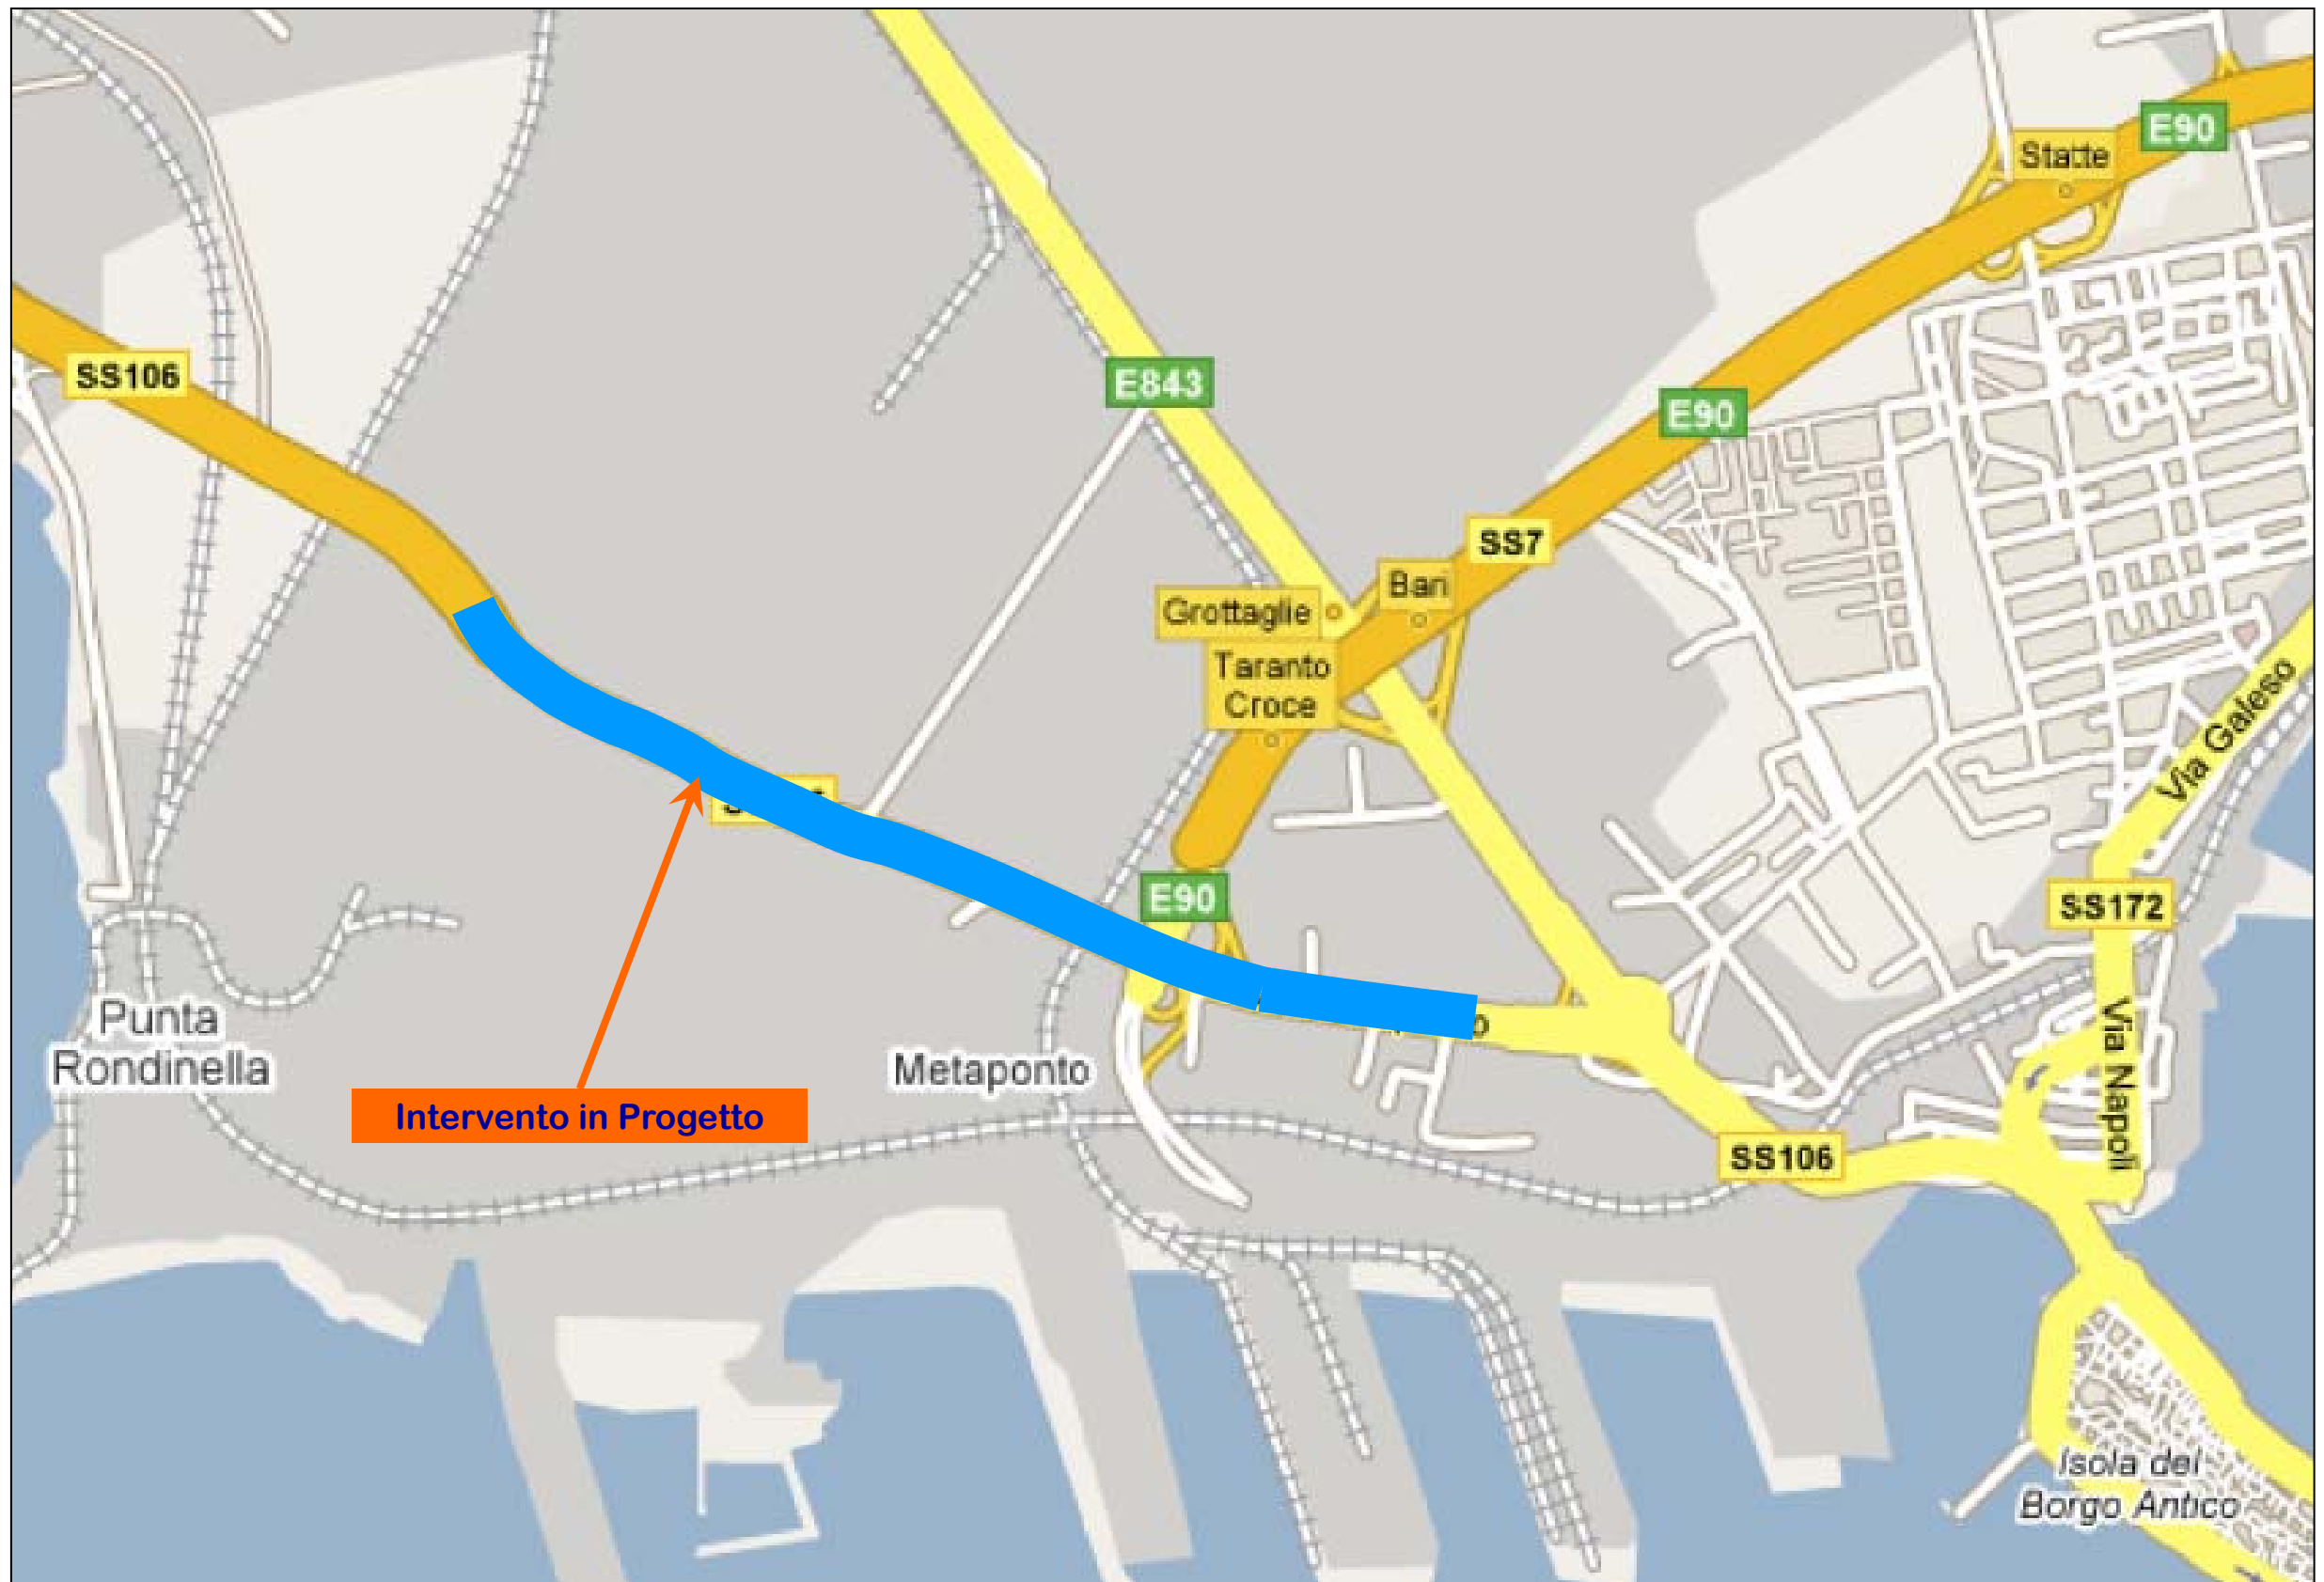 E90
Statte
SS106
E843
E90
SS7
Bari
Grottaglie
Taranto
Croce
Via Galeso
E90
SS172
Punta
Rondinella
Metaponto
Via Napoli
Intervento in Progetto
SS106
Isola del
Borgo Antico